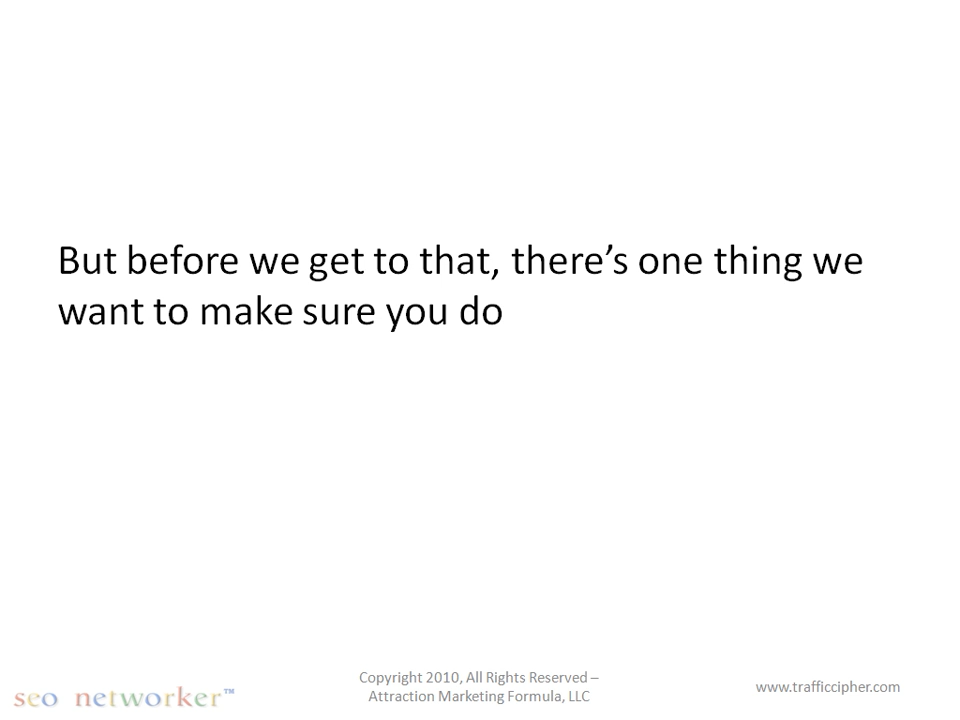 But before we get to that, there’s one thing we
want to make sure you do
Copyright 2010, All Rights Reserved –
Attraction Marketing Formula, LLC
seo networker™
www.trafficcipher.com